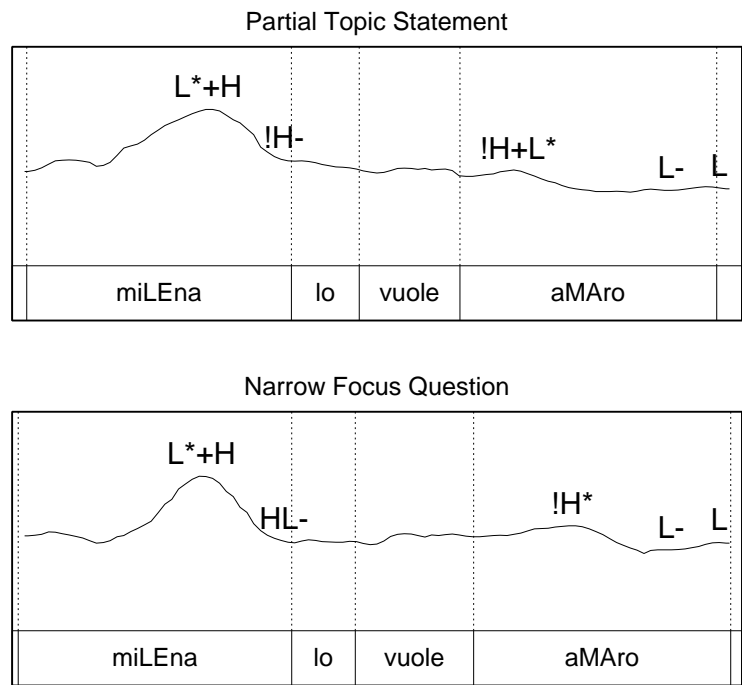 Partial Topic Statement
L*+H
!H-
!H+L*
L- L
miLEna lo vuole aMAro
Narrow Focus Question
L*+H
HL-
!H*
L- L
miLEna lo vuole aMAro